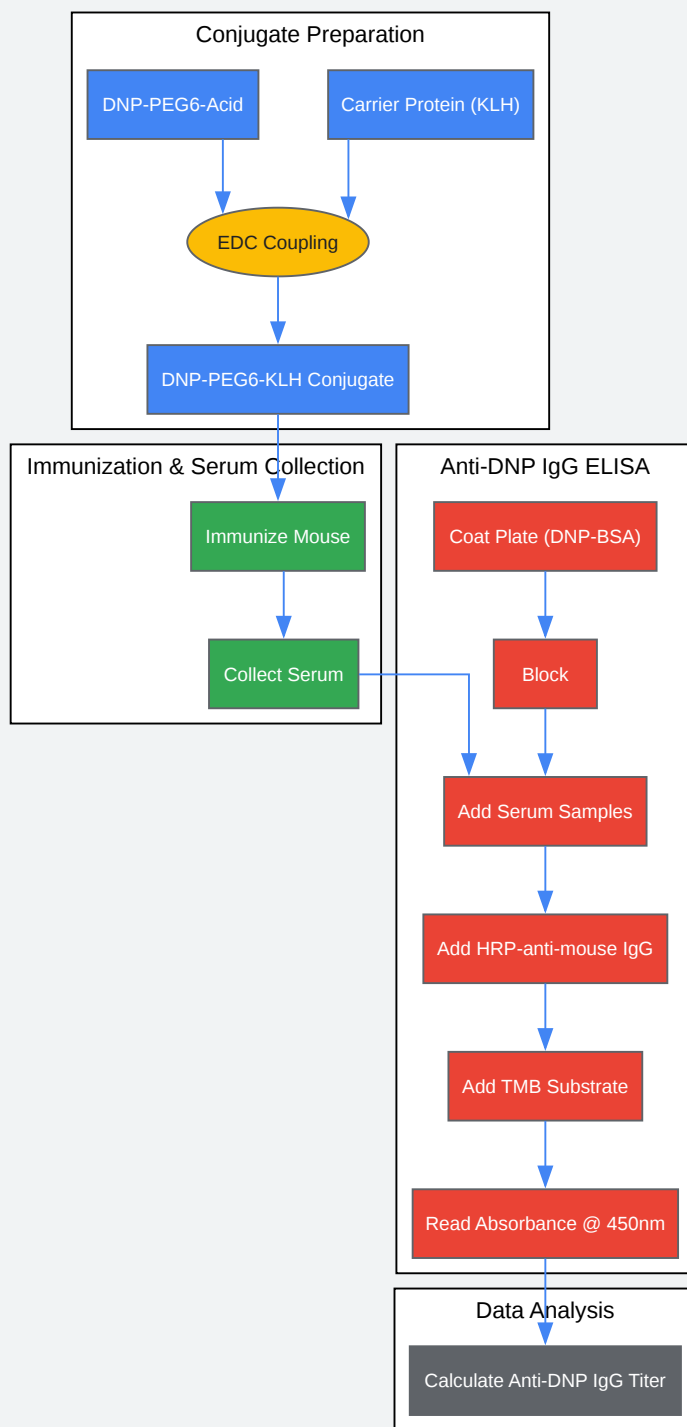 Conjugate Preparation
DNP-PEG6-Acid
Carrier Protein (KLH)
EDC Coupling
DNP-PEG6-KLH Conjugate
Immunization & Serum Collection
Immunize Mouse
Collect Serum
Anti-DNP IgG ELISA
Coat Plate (DNP-BSA)
Block
Add Serum Samples
Add HRP-anti-mouse IgG
Add TMB Substrate
Read Absorbance @ 450nm
Data Analysis
Calculate Anti-DNP IgG Titer